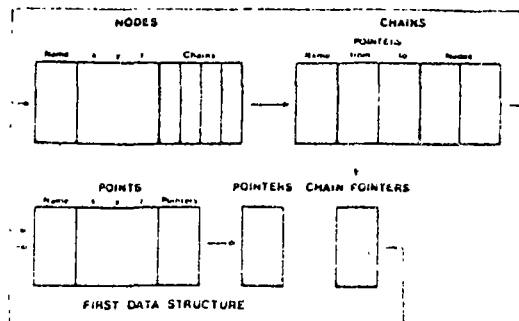 NODES CHAINS
POINTERS
Name x y z Chains Name from to Nodes
POINTS POINTERS CHAIN POINTERS
Name x y z Pointers
FIRST DATA STRUCTURE